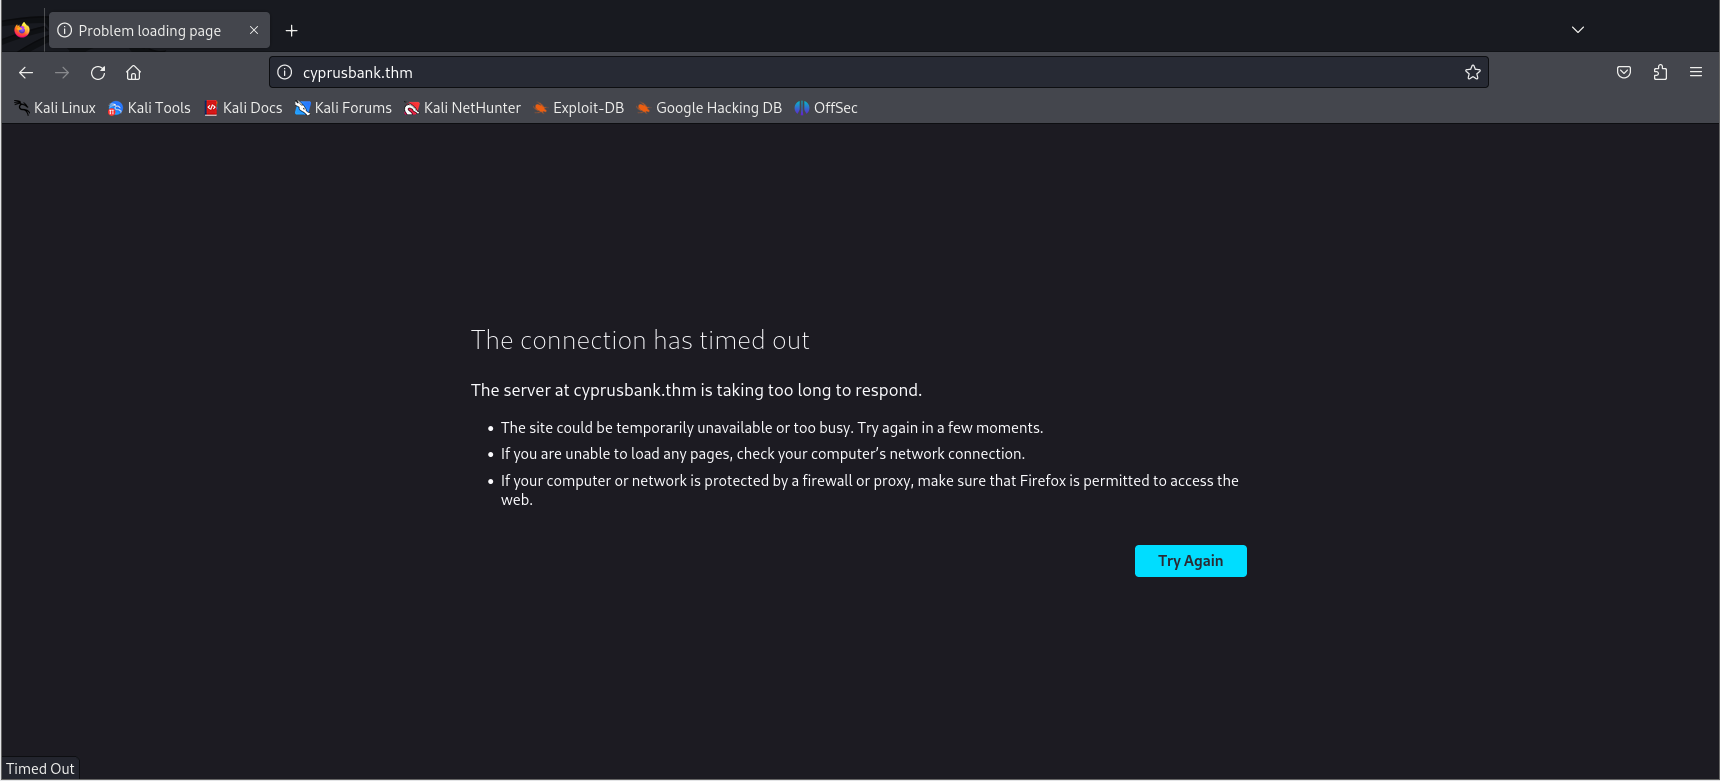 Problem loading page
cyprusbank.thm
Kali Linux Kali Tools Kali Docs Kali Forums Kali NetHunter Exploit-DB Google Hacking DB OffSec
The connection has timed out
The server at cyprusbank.thm is taking too long to respond.
• The site could be temporarily unavailable or too busy. Try again in a few moments.
• If you are unable to load any pages, check your computer’s network connection.
• If your computer or network is protected by a firewall or proxy, make sure that Firefox is permitted to access the
web.
Try Again
Timed Out